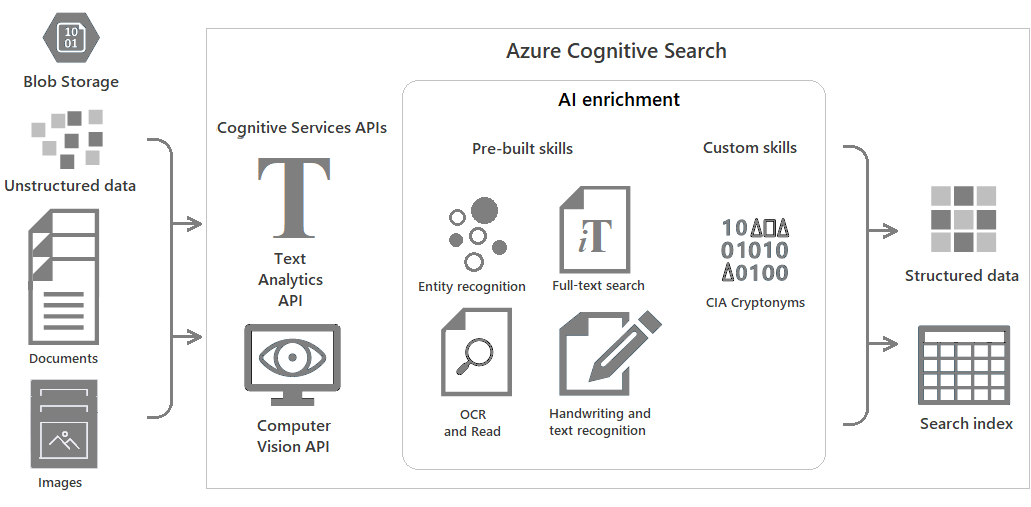 10
01
Blob Storage
Unstructured data
Documents
Images
Azure Cognitive Search
Cognitive Services APIs
T
Text
Analytics
API
Computer
Vision API
AI enrichment
Pre-built skills
Custom skills
Entity recognition
iT
Full-text search
OCR
and Read
Handwriting and
text recognition
10Δ□Δ
01010
Δ0100
CIA Cryptonyms
Structured data
Search index